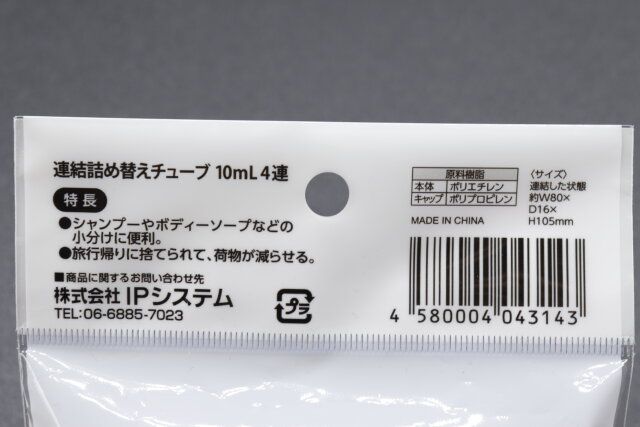 連結詰め替えチューブ 10mL 4連
特長
●シャンプーやボディーソープなどの
小分けに便利。
●旅行帰りに捨てられて、荷物が減らせる。
■商品に関するお問い合わせ先
株式会社 IPシステム
TEL:06-6885-7023
プラ
原料樹脂
本体 ポリエチレン
キャップ ポリプロピレン
MADE IN CHINA
〈サイズ〉
連結した状態
約W80×
D16×
H105mm
4 580004 043143